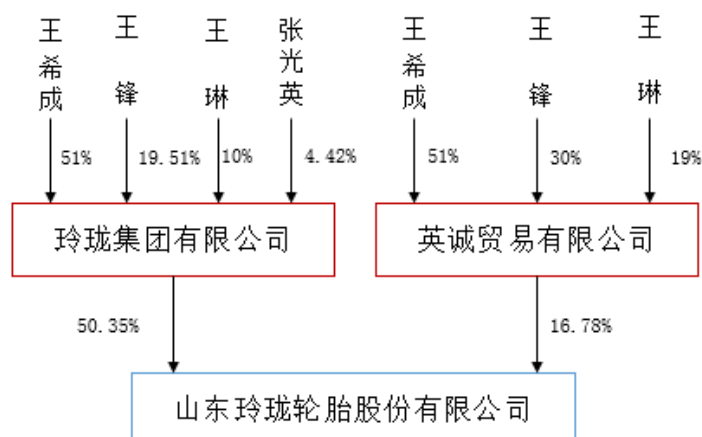 王希成
王锋
王琳
张光英
王希成
王锋
王琳
51%
19.51%
10%
4.42%
51%
30%
19%
玲珑集团有限公司
英诚贸易有限公司
50.35%
16.78%
山东玲珑轮胎股份有限公司